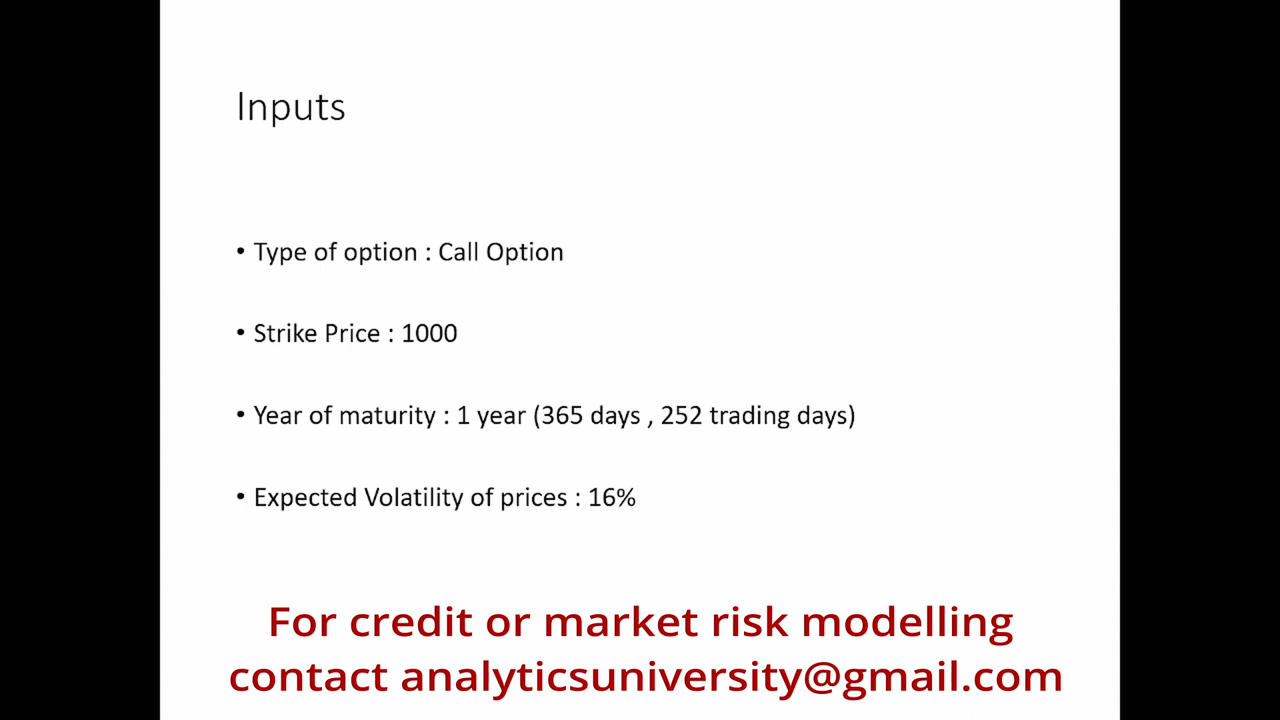 Inputs
• Type of option : Call Option
• Strike Price : 1000
• Year of maturity : 1 year (365 days , 252 trading days)
• Expected Volatility of prices : 16%
For credit or market risk modelling
contact analyticsuniversity@gmail.com